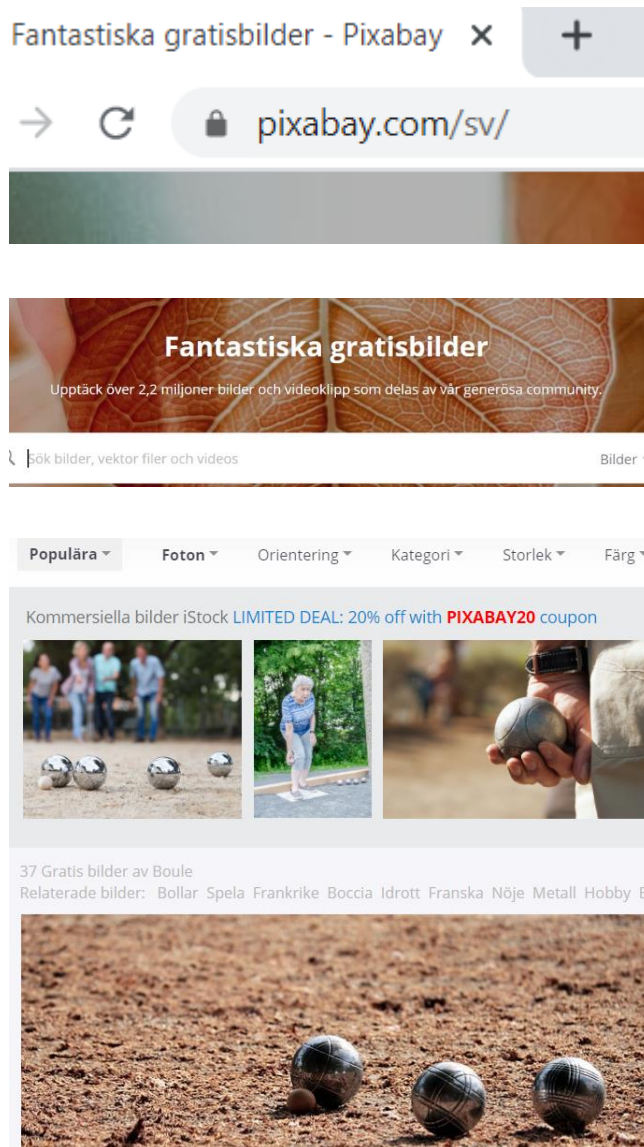 Fantastiska gratisbilder - Pixabay
pixabay.com/sv/
Fantastiska gratisbilder
Upptäck över 2,2 miljoner bilder och videoklipp som delas av vår generösa community.
Sök bilder, vektor filer och videos Bilder
Populära Foton Orientering Kategori Storlek Färg
Kommersiella bilder iStock LIMITED DEAL: 20% off with PIXABAY20 coupon
37 Gratis bilder av Boule
Relaterade bilder: Bollar Spela Frankrike Boccia Idrott Franska Nöje Metall Hobby